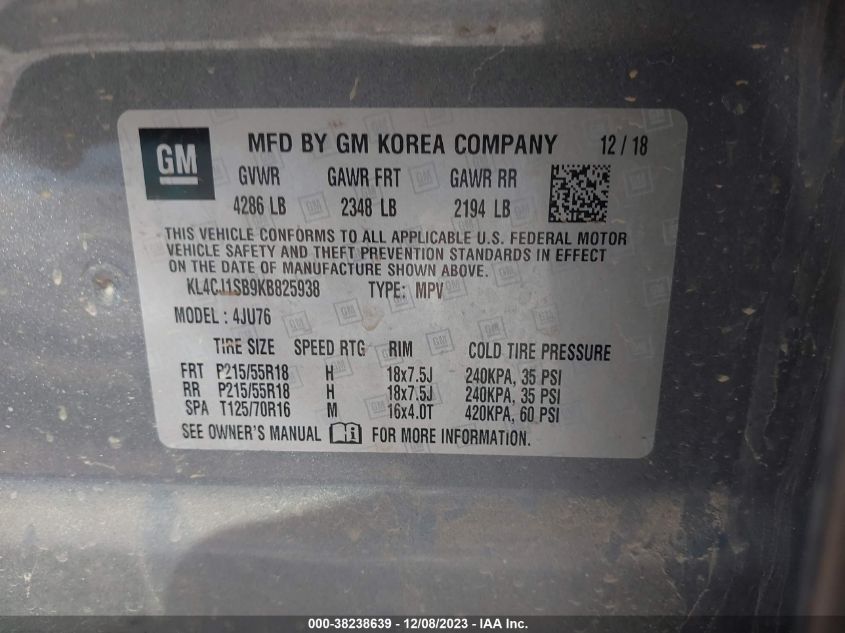 GM MFD BY GM KOREA COMPANY 12 / 18
GVWR GAWR FRT GAWR RR
4286 LB 2348 LB 2194 LB
THIS VEHICLE CONFORMS TO ALL APPLICABLE U.S. FEDERAL MOTOR
VEHICLE SAFETY AND THEFT PREVENTION STANDARDS IN EFFECT
ON THE DATE OF MANUFACTURE SHOWN ABOVE.
KL4CJ1SB9KB825938 TYPE: MPV
MODEL : 4JU76
TIRE SIZE SPEED RTG RIM COLD TIRE PRESSURE
FRT P215/55R18 H 18x7.5J 240KPA, 35 PSI
RR P215/55R18 H 18x7.5J 240KPA, 35 PSI
SPA T125/70R16 M 16x4.0T 420KPA, 60 PSI
SEE OWNER'S MANUAL FOR MORE INFORMATION.
000-38238639 - 12/08/2023 - IAA Inc.